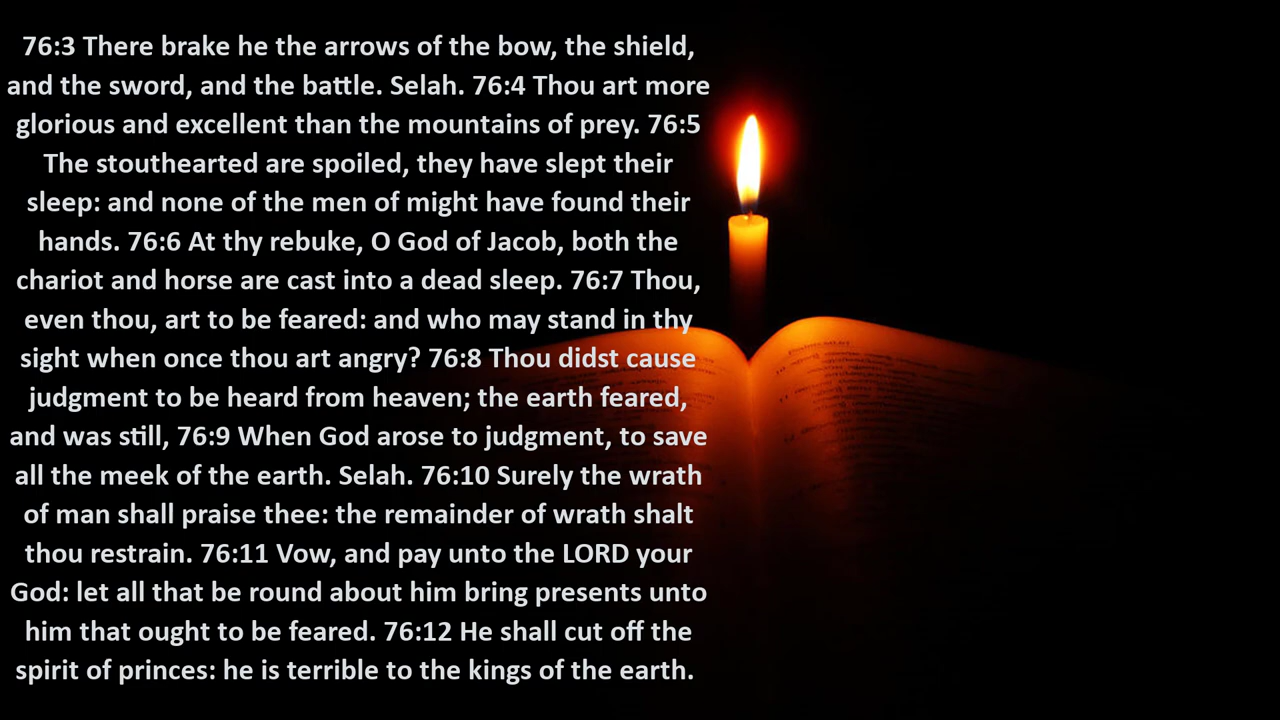 76:3 There brake he the arrows of the bow, the shield,
and the sword, and the battle. Selah. 76:4 Thou art more
glorious and excellent than the mountains of prey. 76:5
The stouthearted are spoiled, they have slept their
sleep: and none of the men of might have found their
hands. 76:6 At thy rebuke, O God of Jacob, both the
chariot and horse are cast into a dead sleep. 76:7 Thou,
even thou, art to be feared: and who may stand in thy
sight when once thou art angry? 76:8 Thou didst cause
judgment to be heard from heaven; the earth feared,
and was still, 76:9 When God arose to judgment, to save
all the meek of the earth. Selah. 76:10 Surely the wrath
of man shall praise thee: the remainder of wrath shalt
thou restrain. 76:11 Vow, and pay unto the LORD your
God: let all that be round about him bring presents unto
him that ought to be feared. 76:12 He shall cut off the
spirit of princes: he is terrible to the kings of the earth.